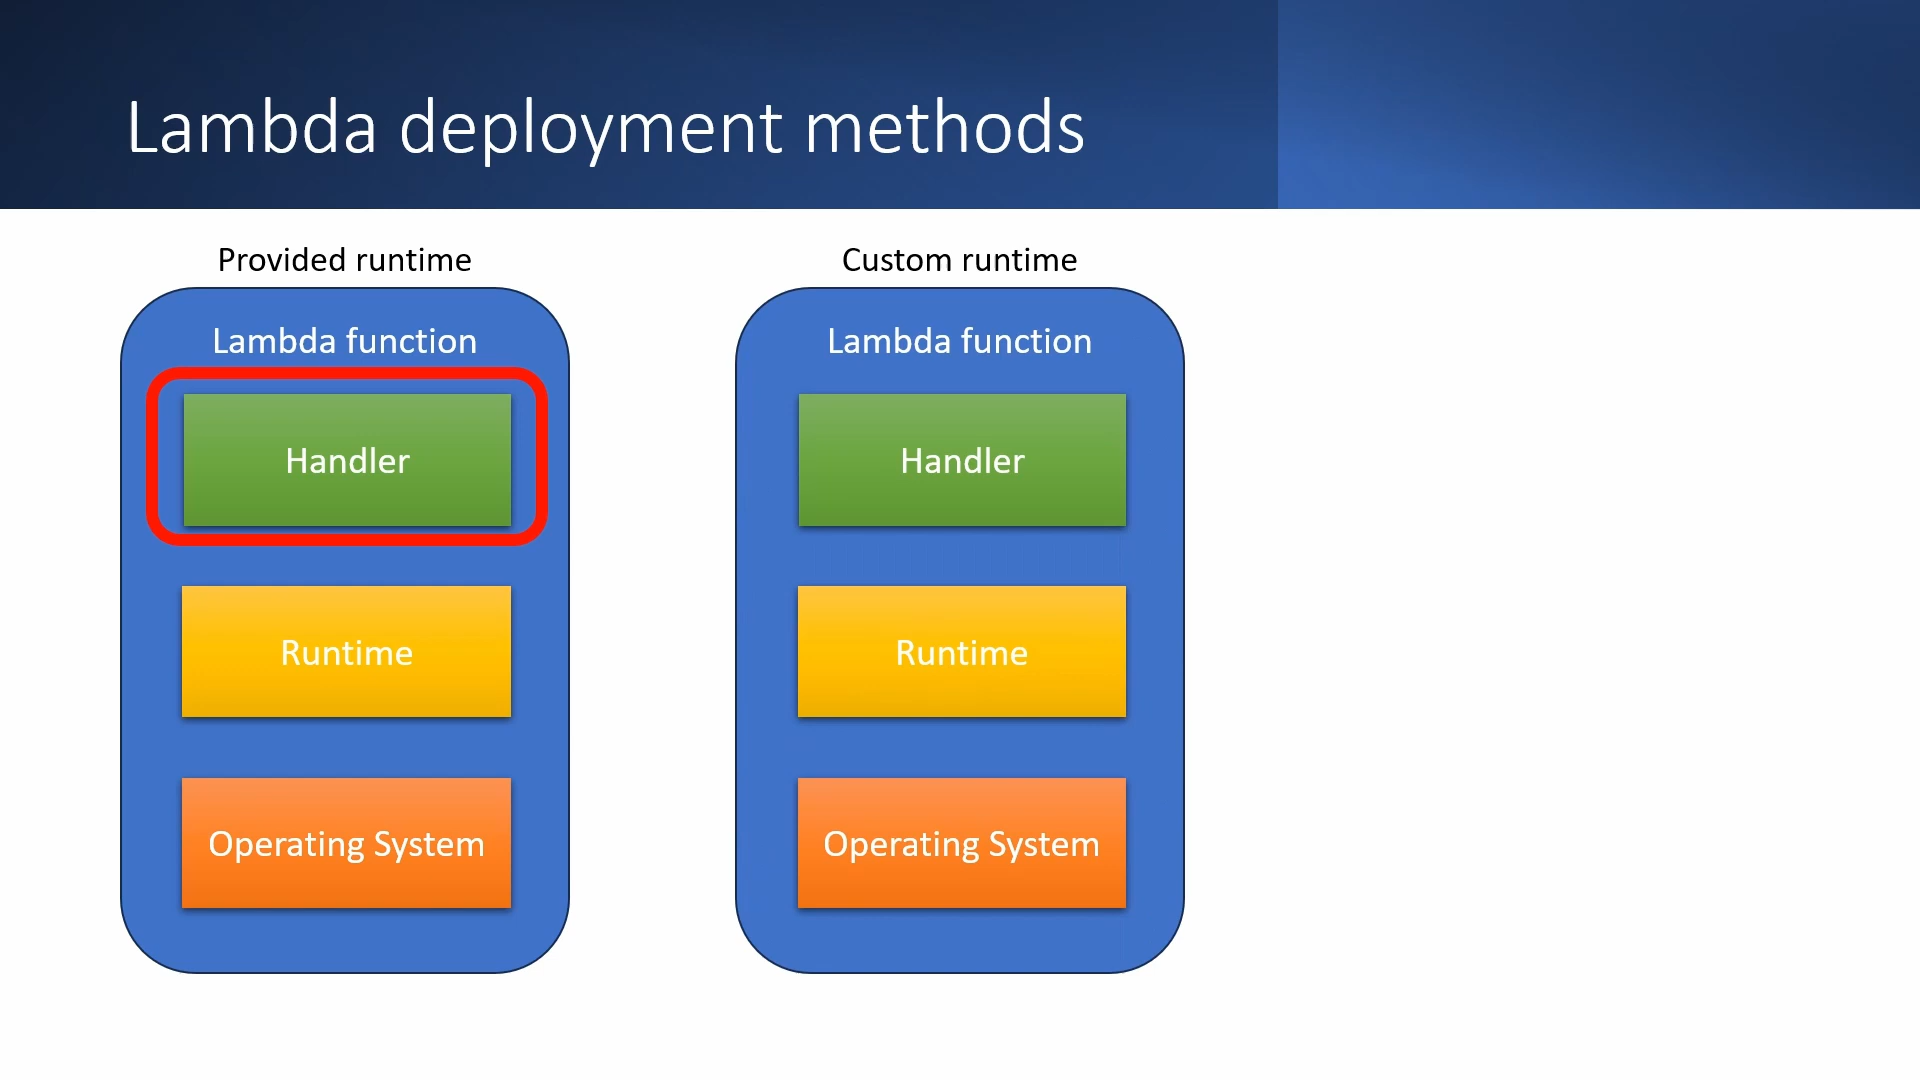 Lambda deployment methods
Provided runtime
Lambda function
Handler
Runtime
Operating System
Custom runtime
Lambda function
Handler
Runtime
Operating System